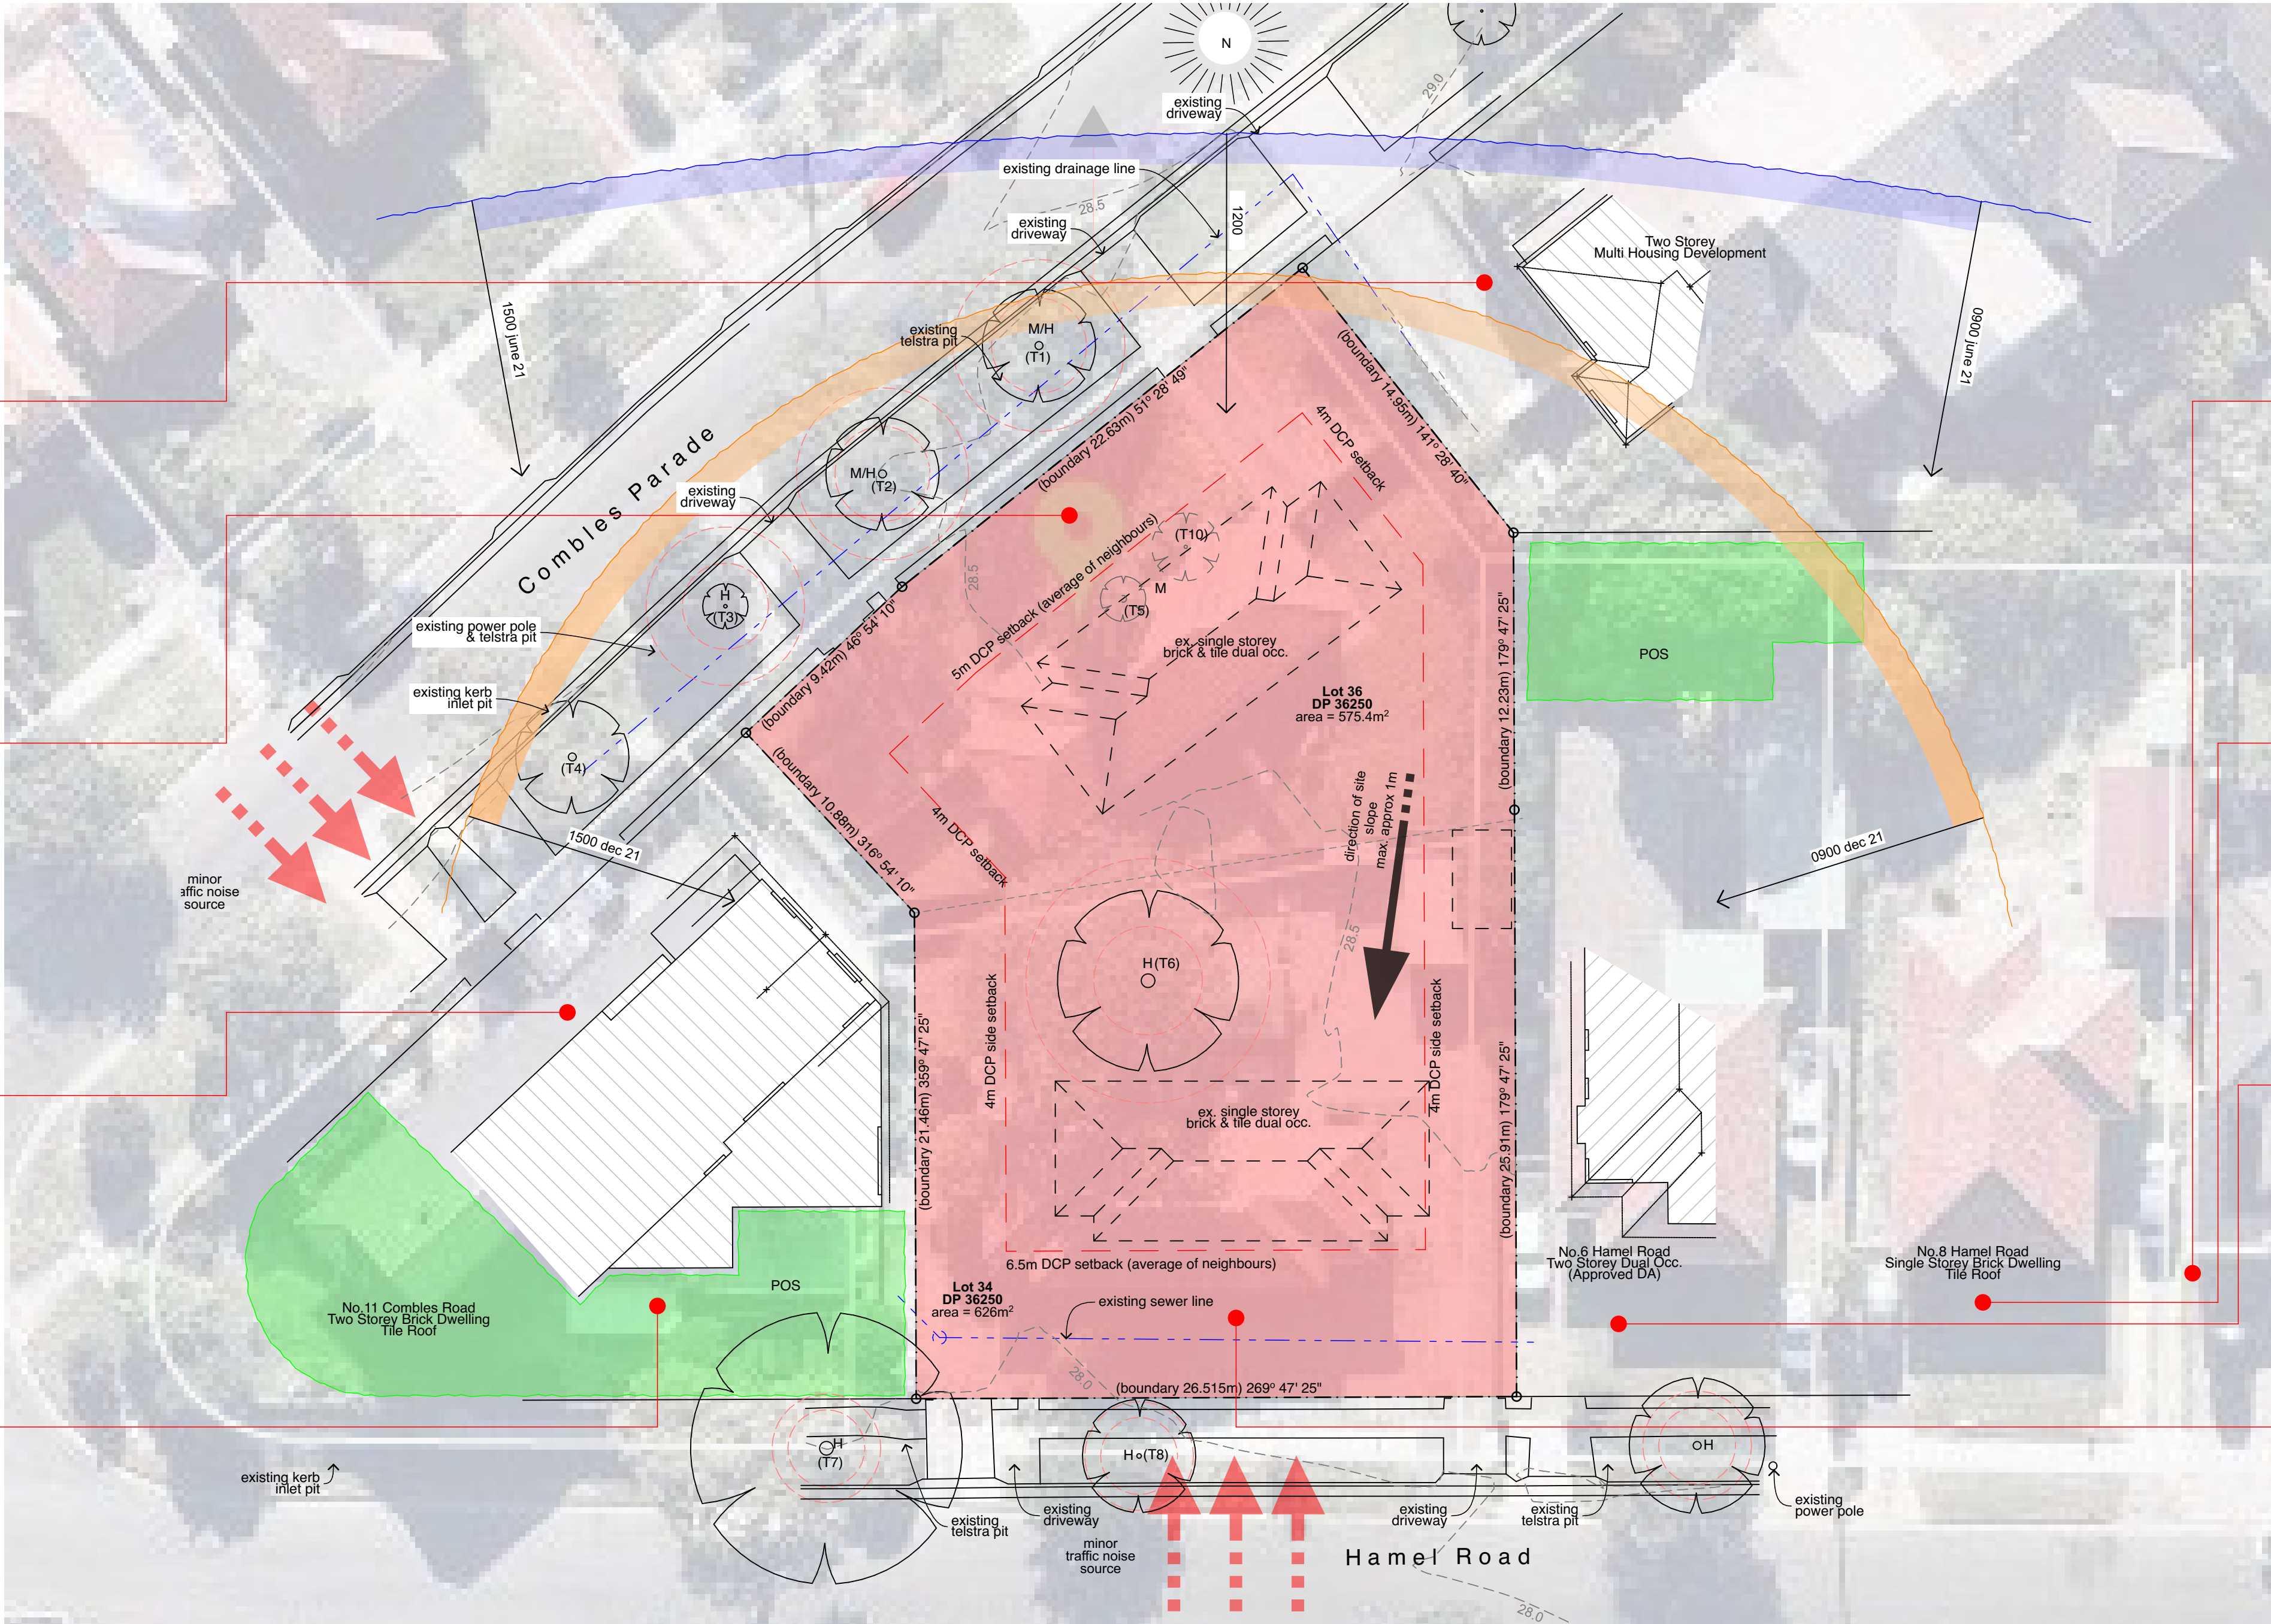 N
existing
driveway
29.0
existing drainage line
28.5
existing
driveway
1200
Two Storey
Multi Housing Development
1500 june 21
0900 june 21
existing
telstra pit
M/H
(T1)
(boundary 22.63m) 51° 28' 49"
(boundary 14.95m) 141° 28' 40"
4m DCP setback
Combles Parade
M/H
(T2)
existing
driveway
(T10)
5m DCP setback (average of neighbours)
28.5
M
(T5)
H
(T3)
existing power pole
& telstra pit
(boundary 9.42m) 46° 54' 10"
ex. single storey
brick & tile dual occ.
(boundary 12.23m) 179° 47' 25"
POS
Lot 36
DP 36250
area = 575.4m²
existing kerb
inlet pit
(T4)
(boundary 10.88m) 316° 54' 10"
4m DCP setback
direction of site
slope
max. approx 1m
1500 dec 21
0900 dec 21
minor
affic noise
source
28.5
H (T6)
4m DCP side setback
4m DCP side setback
(boundary 21.46m) 359° 47' 25"
(boundary 25.91m) 179° 47' 25"
ex. single storey
brick & tile dual occ.
No.6 Hamel Road
Two Storey Dual Occ.
(Approved DA)
No.8 Hamel Road
Single Storey Brick Dwelling
Tile Roof
6.5m DCP setback (average of neighbours)
POS
Lot 34
DP 36250
area = 626m²
existing sewer line
No.11 Combles Road
Two Storey Brick Dwelling
Tile Roof
28.0
(boundary 26.515m) 269° 47' 25"
H
(T7)
H (T8)
H
existing kerb
inlet pit
existing
telstra pit
existing
driveway
existing
driveway
existing
telstra pit
existing
power pole
minor
traffic noise
source
Hamel Road
28.0